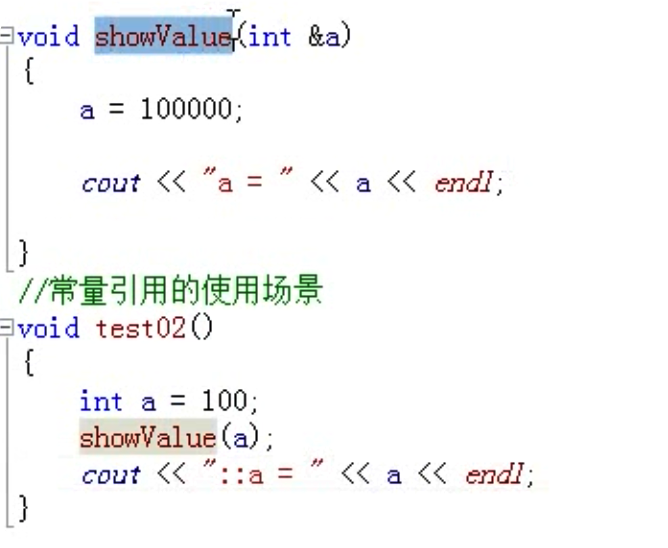 void showValue(int &a)
{
a = 100000;
cout << "a = " << a << endl;
}
//常量引用的使用场景
void test02()
{
int a = 100;
showValue(a);
cout << "::a = " << a << endl;
}